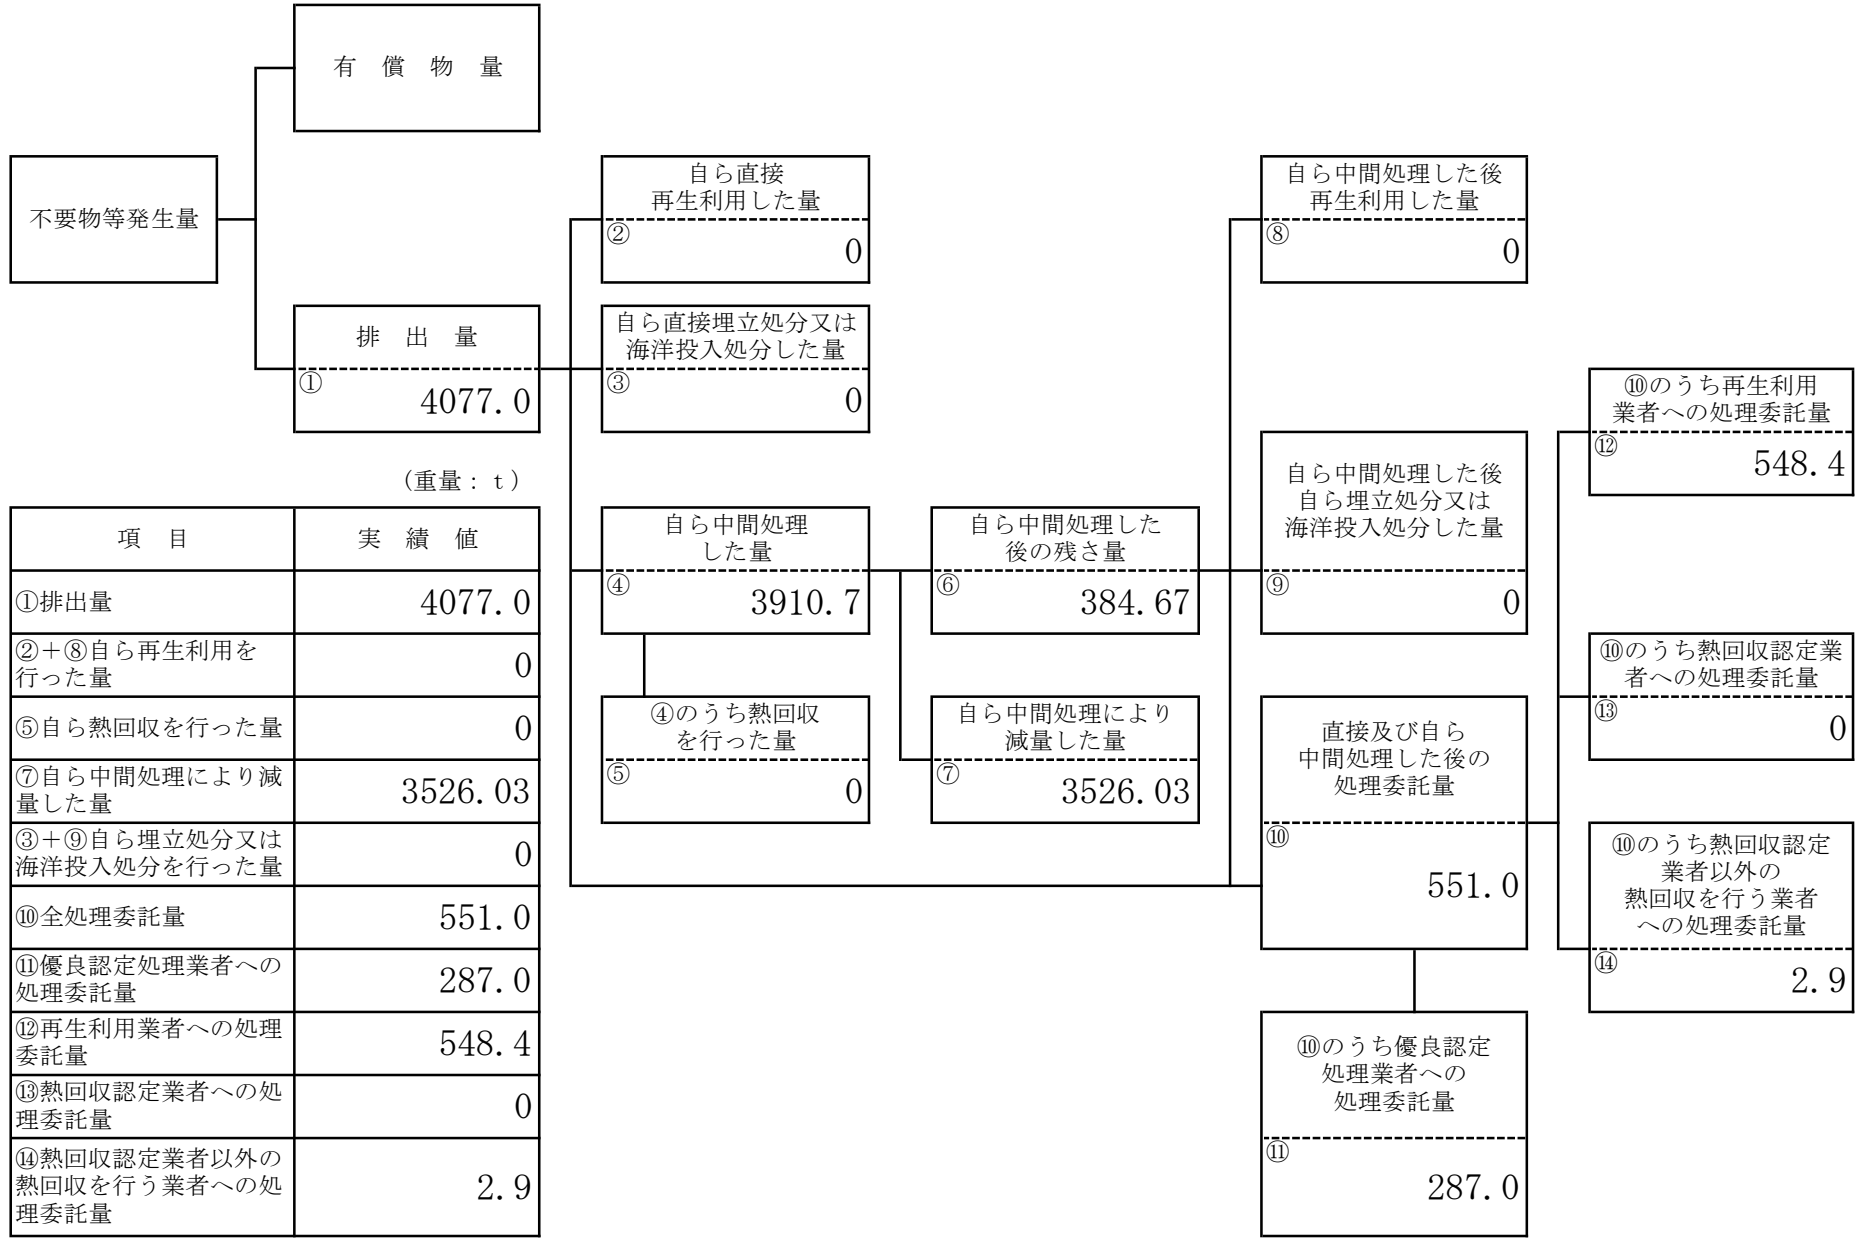 有 償 物 量
不要物等発生量
排 出 量
①
4077.0
自ら直接
再生利用した量
②
0
自ら直接埋立処分又は
海洋投入処分した量
③
0
自ら中間処理
した量
④
3910.7
④のうち熱回収
を行った量
⑤
0
自ら中間処理した
後の残さ量
⑥
384.67
自ら中間処理により
減量した量
⑦
3526.03
自ら中間処理した後
再生利用した量
⑧
0
自ら中間処理した後
自ら埋立処分又は
海洋投入処分した量
⑨
0
直接及び自ら
中間処理した後の
処理委託量
⑩
551.0
⑩のうち優良認定
処理業者への
処理委託量
⑪
287.0
⑩のうち再生利用
業者への処理委託量
⑫
548.4
⑩のうち熱回収認定業
者への処理委託量
⑬
0
⑩のうち熱回収認定
業者以外の
熱回収を行う業者
への処理委託量
⑭
2.9
(重量:t)
項 目 実 績 値
①排出量 4077.0
②+⑧自ら再生利用を
行った量 0
⑤自ら熱回収を行った量 0
⑦自ら中間処理により減
量した量 3526.03
③+⑨自ら埋立処分又は
海洋投入処分を行った量 0
⑩全処理委託量 551.0
⑪優良認定処理業者への
処理委託量 287.0
⑫再生利用業者への処理
委託量 548.4
⑬熱回収認定業者への処
理委託量 0
⑭熱回収認定業者以外の
熱回収を行う業者への処
理委託量 2.9